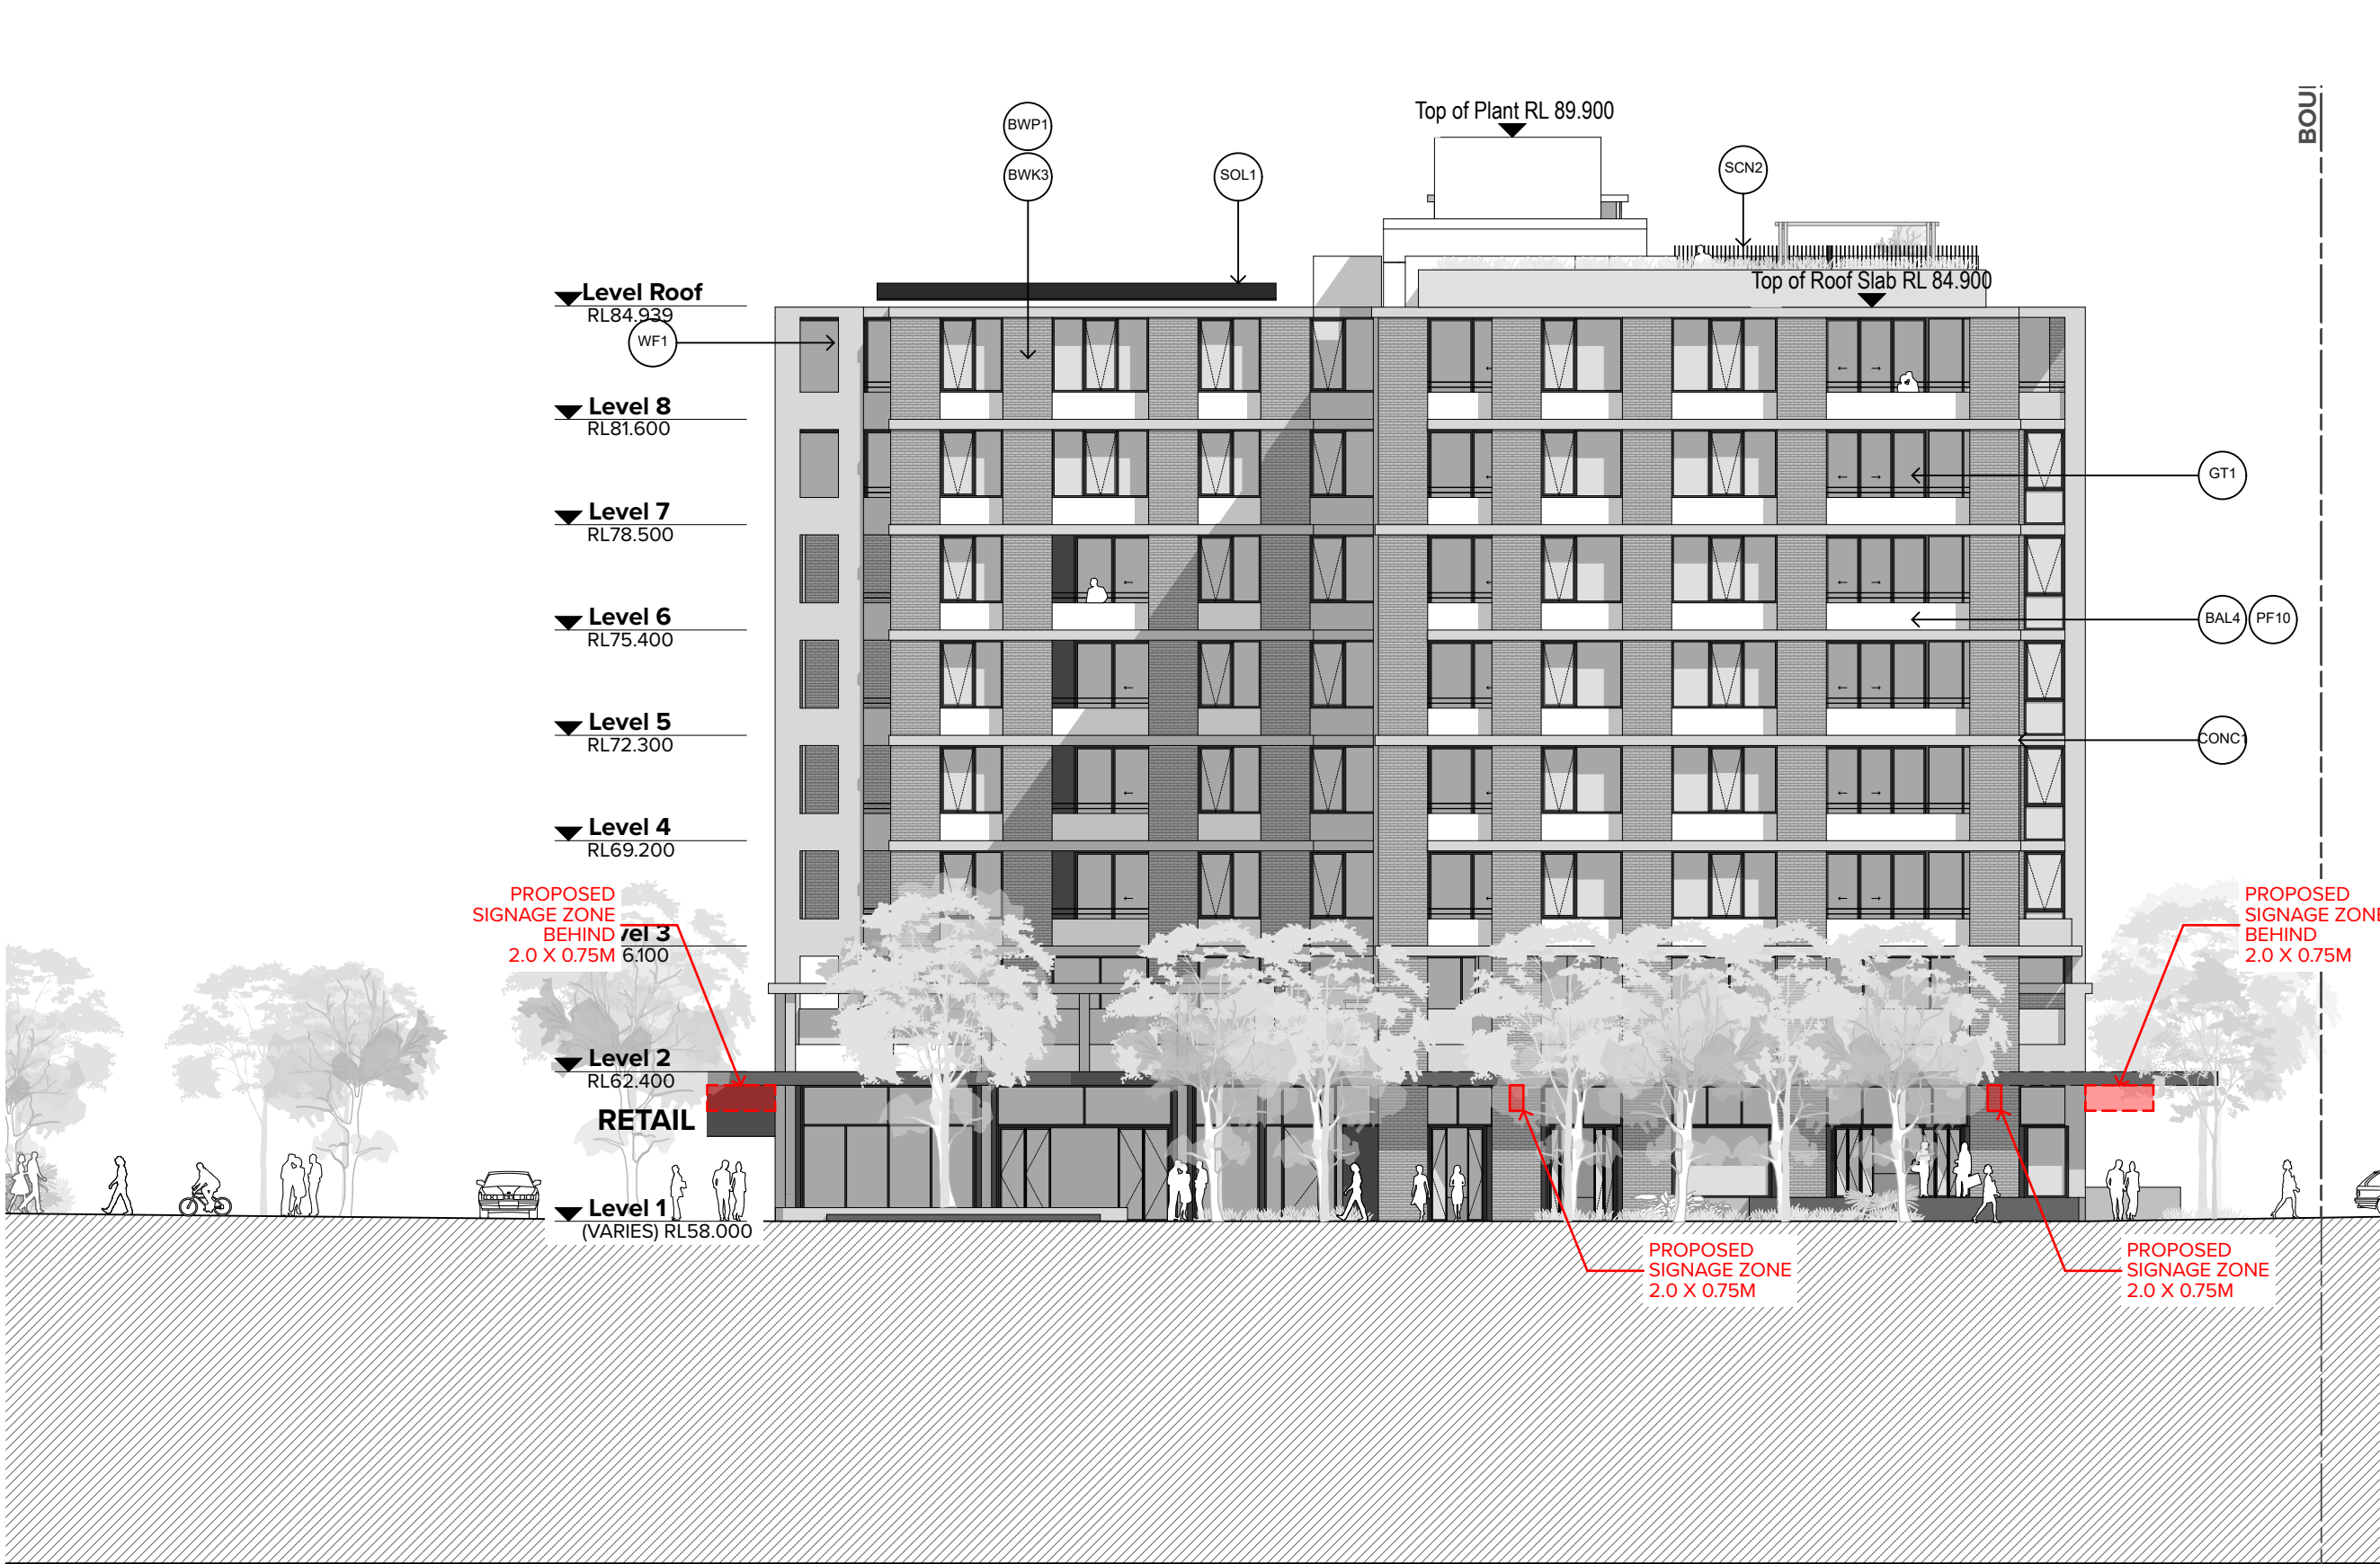 BOU
Top of Plant RL 89.900
BWP1
BWK3
SOL1
SCN2
Level Roof
RL84.939
Top of Roof Slab RL 84.900
WF1
Level 8
RL81.600
GT1
Level 7
RL78.500
Level 6
RL75.400
BAL4
PF10
Level 5
RL72.300
CONC1
Level 4
RL69.200
PROPOSED
SIGNAGE ZONE
BEHIND
2.0 X 0.75M
vel 3
6.100
PROPOSED
SIGNAGE ZONE
BEHIND
2.0 X 0.75M
Level 2
RL62.400
RETAIL
Level 1
(VARIES) RL58.000
PROPOSED
SIGNAGE ZONE
2.0 X 0.75M
PROPOSED
SIGNAGE ZONE
2.0 X 0.75M